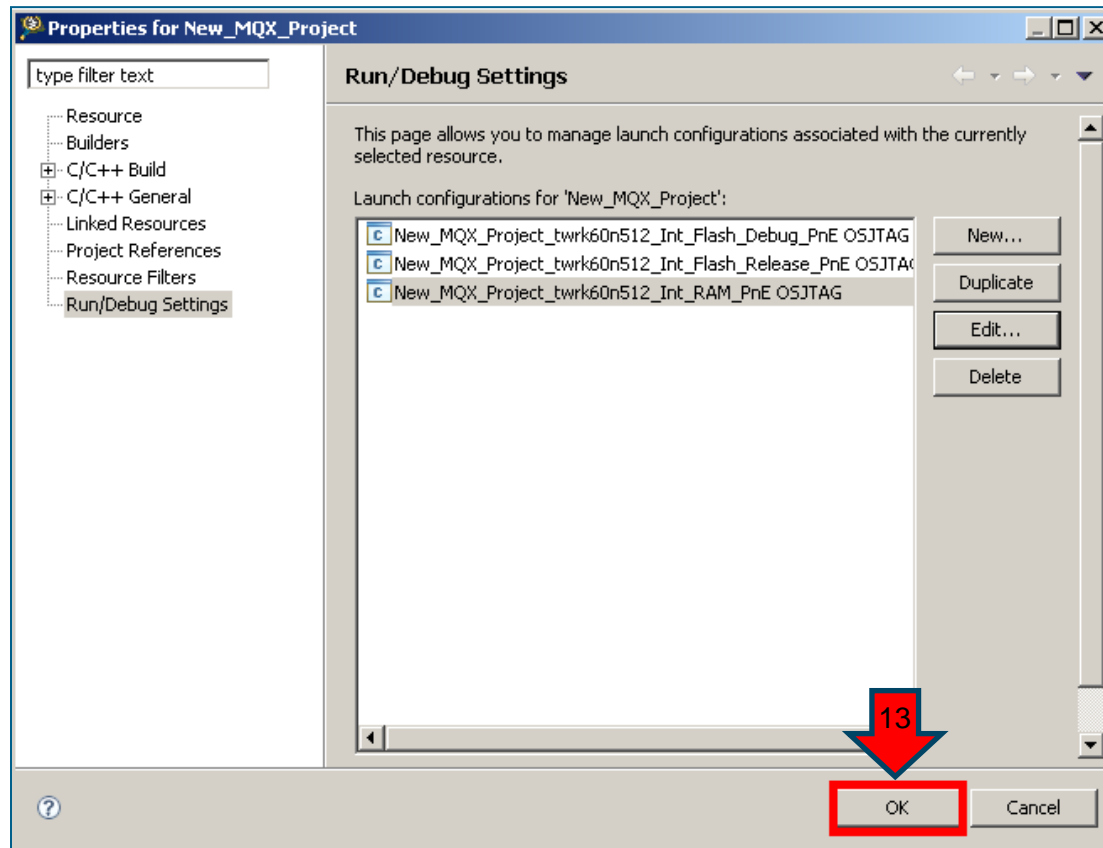 Properties for New_MQX_Project
type filter text
Resource
Builders
C/C++ Build
C/C++ General
Linked Resources
Project References
Resource Filters
Run/Debug Settings
Run/Debug Settings
This page allows you to manage launch configurations associated with the currently
selected resource.
Launch configurations for 'New_MQX_Project':
New_MQX_Project_twrk60n512_Int_Flash_Debug_PnE OSJTAG
New_MQX_Project_twrk60n512_Int_Flash_Release_PnE OSJTAG
New_MQX_Project_twrk60n512_Int_RAM_PnE OSJTAG
New...
Duplicate
Edit...
Delete
13
OK
Cancel